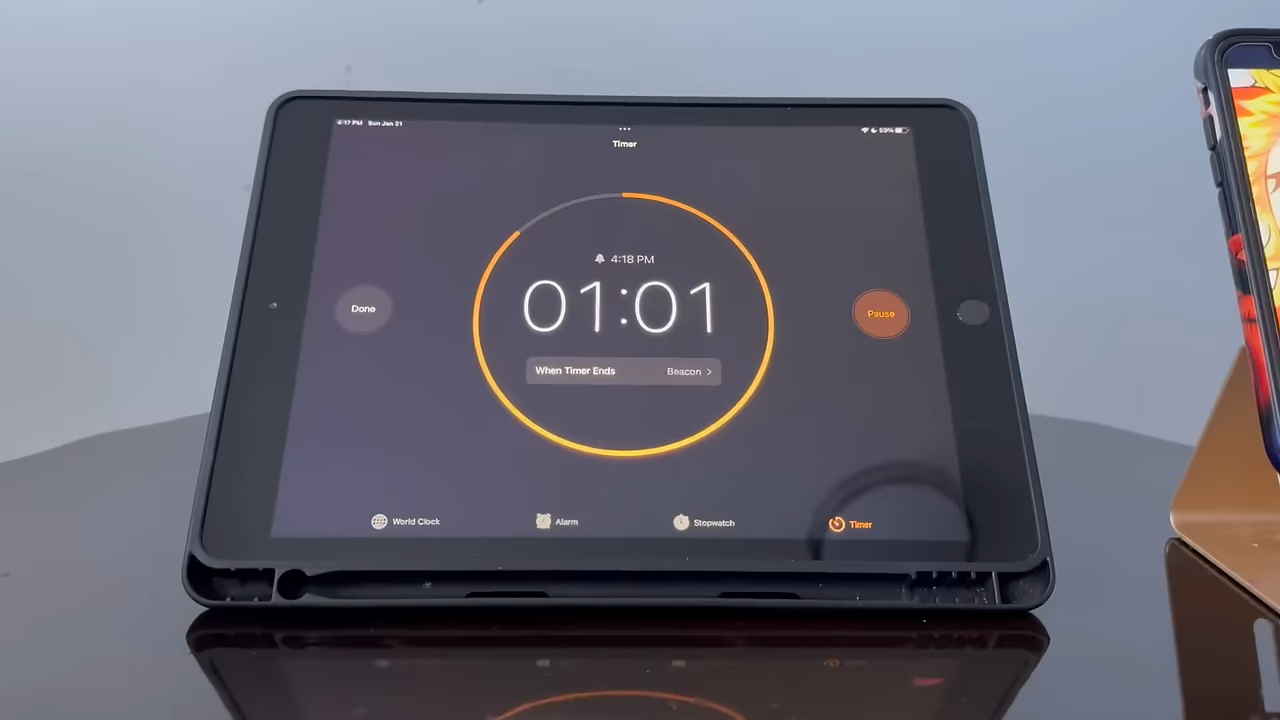 4:17 PM Sun Jan 21
53%
Timer
4:18 PM
01:01
Done
Pause
When Timer Ends Beacon
World Clock
Alarm
Stopwatch
Timer